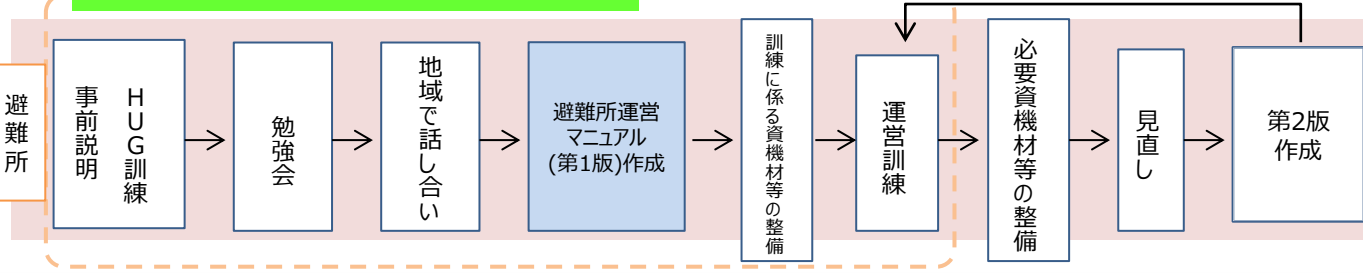 避難所
HUG訓練
事前説明
勉強会
地域で話し合い
避難所運営
マニュアル
(第1版)作成
訓練に係る資機材等の整備
運営訓練
必要資機材等の整備
見直し
第2版
作成